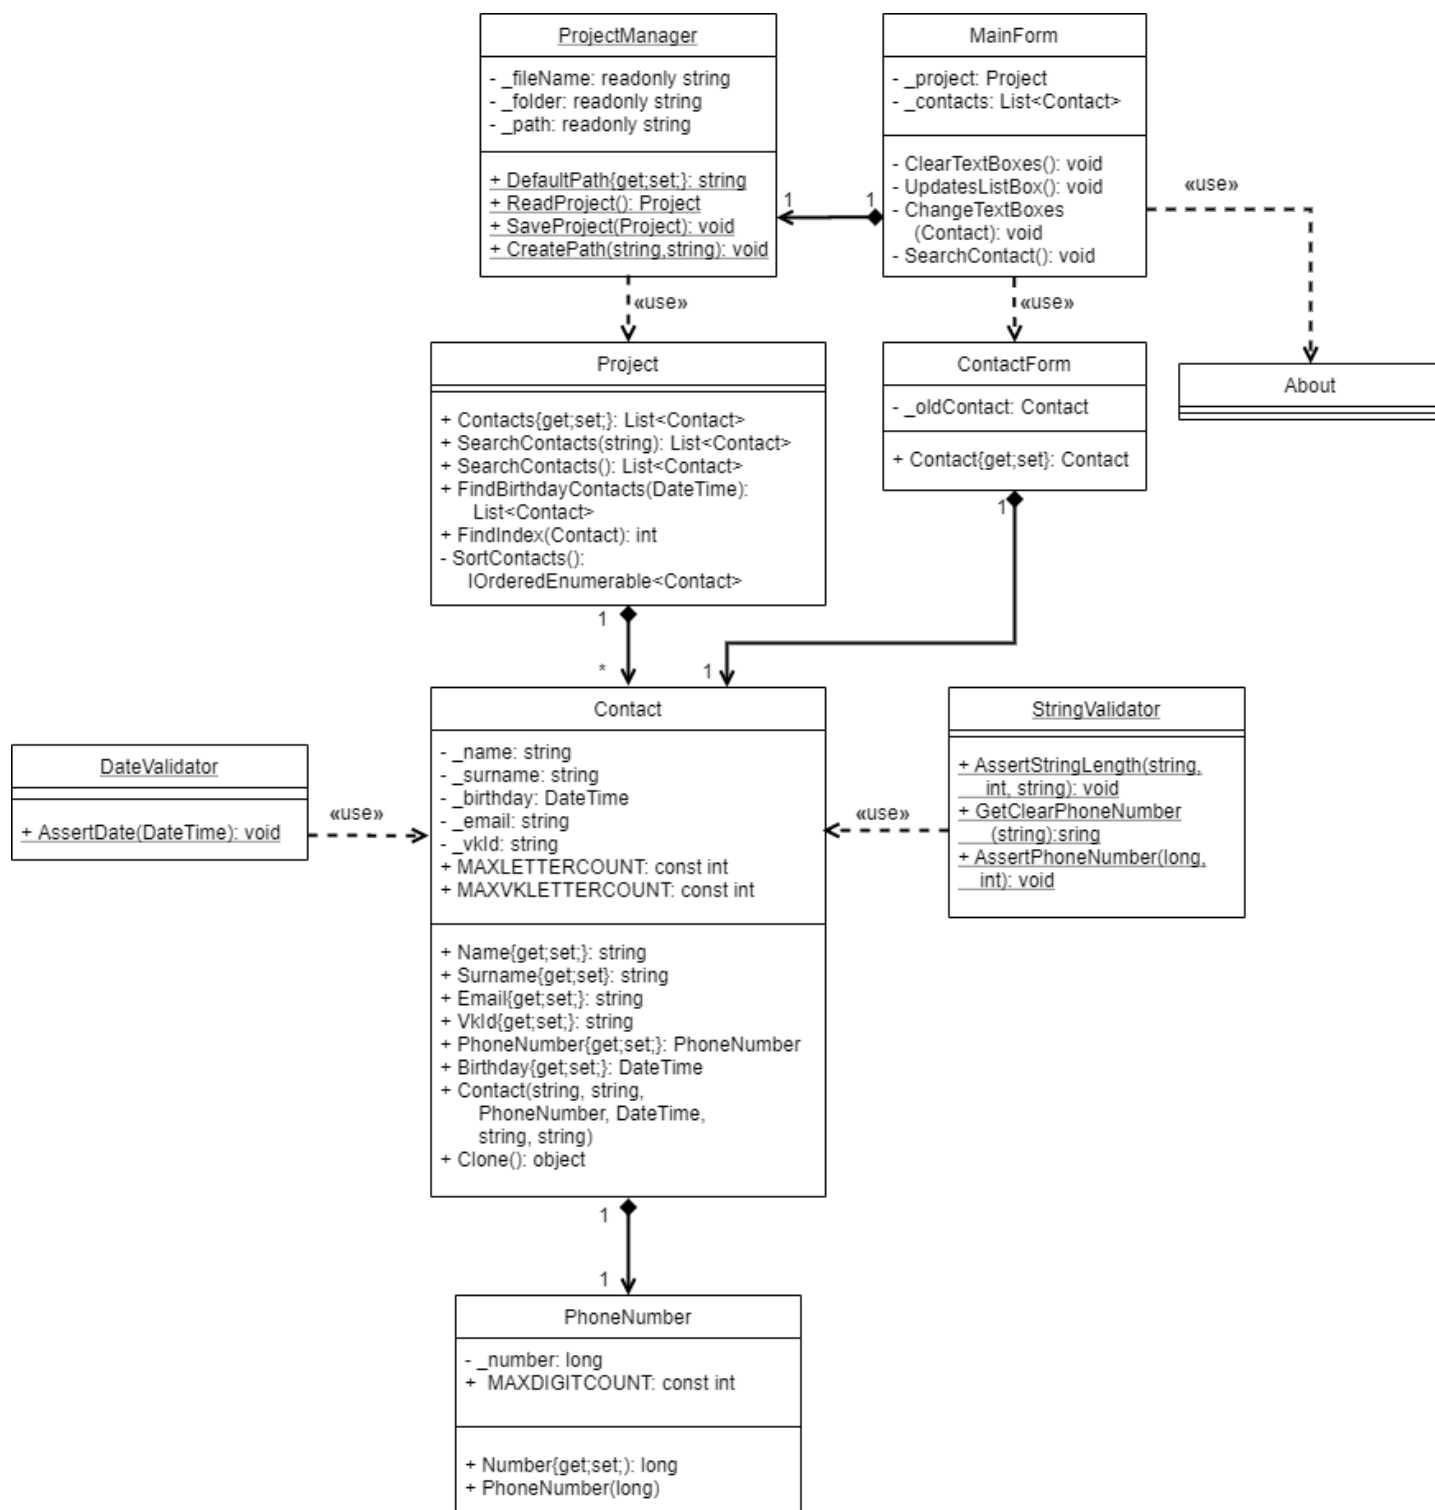 ProjectManager
- _fileName: readonly string
- _folder: readonly string
- _path: readonly string
+ DefaultPath{get;set;}: string
+ ReadProject(): Project
+ SaveProject(Project): void
+ CreatePath(string,string): void
MainForm
- _project: Project
- _contacts: List<Contact>
- ClearTextBoxes(): void
- UpdatesListBox(): void
- ChangeTextBoxes
(Contact): void
- SearchContact(): void
1
1
«use»
«use»
«use»
Project
+ Contacts{get;set;}: List<Contact>
+ SearchContacts(string): List<Contact>
+ SearchContacts(): List<Contact>
+ FindBirthdayContacts(DateTime):
List<Contact>
+ FindIndex(Contact): int
- SortContacts():
IOrderedEnumerable<Contact>
ContactForm
- _oldContact: Contact
+ Contact{get;set}: Contact
About
1
1
*
1
Contact
- _name: string
- _surname: string
- _birthday: DateTime
- _email: string
- _vkId: string
+ MAXLETTERCOUNT: const int
+ MAXVKLETTERCOUNT: const int
+ Name{get;set;}: string
+ Surname{get;set}: string
+ Email{get;set;}: string
+ VkId{get;set;}: string
+ PhoneNumber{get;set;}: PhoneNumber
+ Birthday{get;set;}: DateTime
+ Contact(string, string,
PhoneNumber, DateTime,
string, string)
+ Clone(): object
DateValidator
+ AssertDate(DateTime): void
«use»
StringValidator
+ AssertStringLength(string,
int, string): void
+ GetClearPhoneNumber
(string):sring
+ AssertPhoneNumber(long,
int): void
«use»
1
1
PhoneNumber
- _number: long
+ MAXDIGITCOUNT: const int
+ Number{get;set;): long
+ PhoneNumber(long)